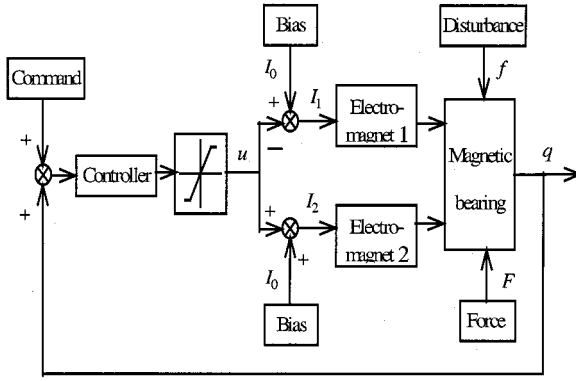 Bias
Disturbance
Command
I₀
f
+
I₁
Electro-
magnet 1
+
u
−
Controller
Magnetic
bearing
q
+
+
I₂
Electro-
magnet 2
+
I₀
F
Bias
Force